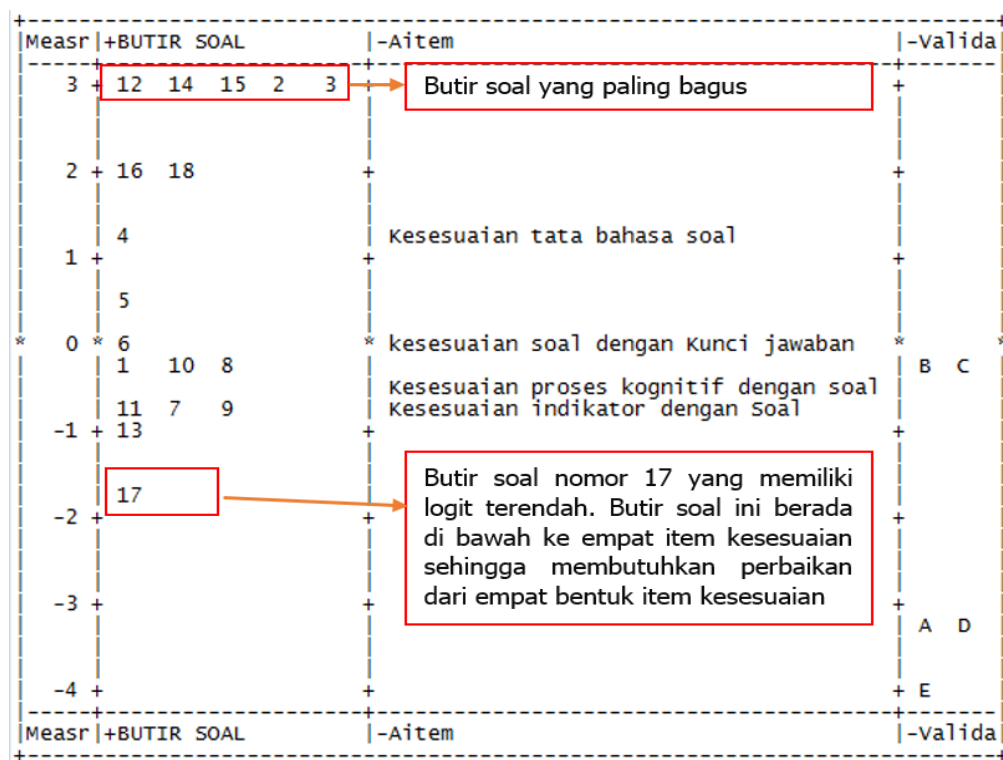 Measr|+BUTIR SOAL |-Aitem |-Valida|
3 + 12 14 15 2 3 + Butir soal yang paling bagus +
2 + 16 18 + +
4 | Kesesuaian tata bahasa soal
1 + + +
5
* 0 * 6 * kesesuaian soal dengan Kunci jawaban * *
1 10 8 | | B C
| Kesesuaian proses kognitif dengan soal |
11 7 9 | Kesesuaian indikator dengan Soal |
-1 + 13 + +
Butir soal nomor 17 yang memiliki
17
logit terendah. Butir soal ini berada
-2 + + +
di bawah ke empat item kesesuaian
sehingga membutuhkan perbaikan
dari empat bentuk item kesesuaian
-3 + + +
| A D
-4 + + + E
Measr|+BUTIR SOAL |-Aitem |-Valida|